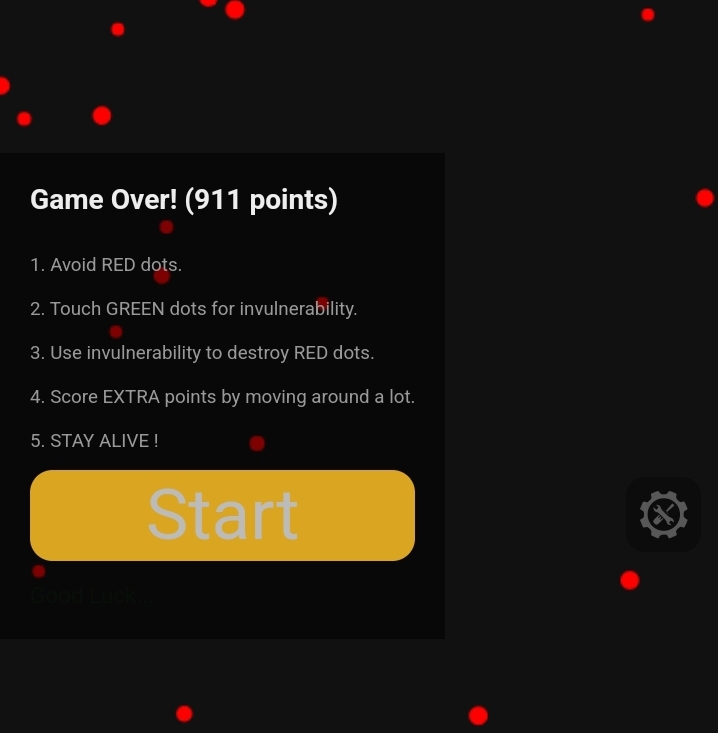 Game Over! (911 points)
1. Avoid RED dots.
2. Touch GREEN dots for invulnerability.
3. Use invulnerability to destroy RED dots.
4. Score EXTRA points by moving around a lot.
5. STAY ALIVE !
Start
Good Luck...